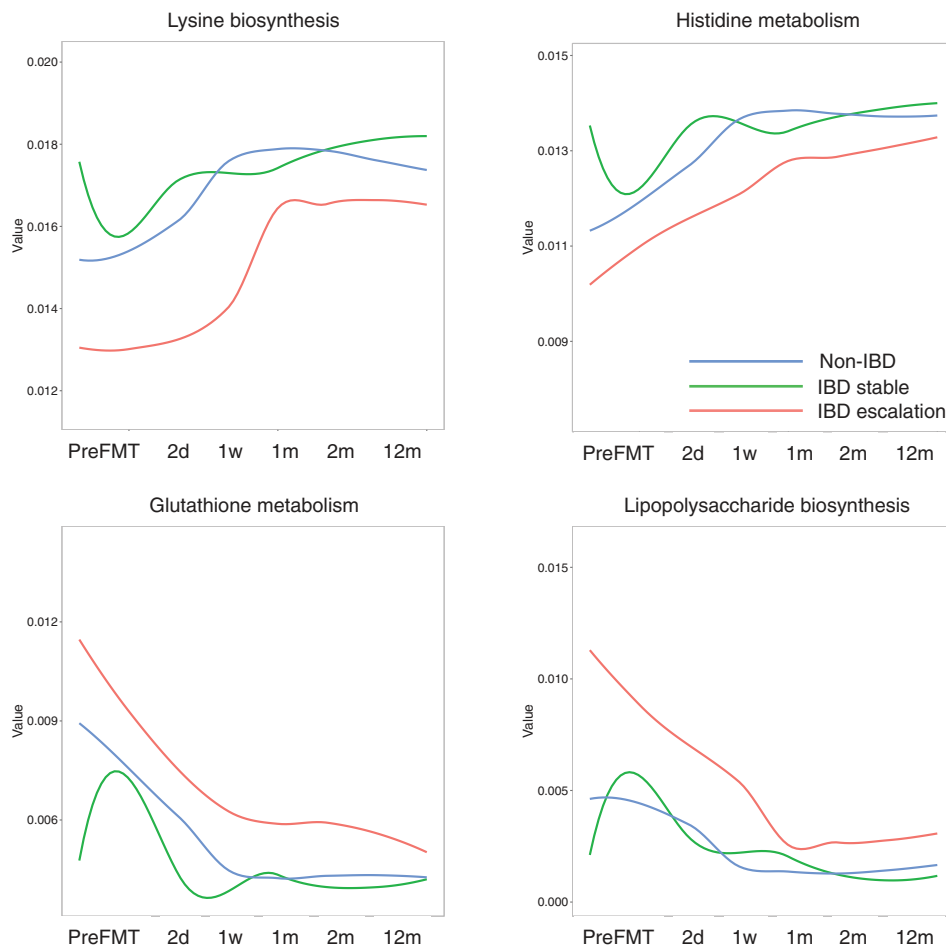 Lysine biosynthesis
0.020
0.018
0.016
0.014
0.012
Value
PreFMT 2d 1w 1m 2m 12m
Histidine metabolism
0.015
0.013
0.011
0.009
Value
Non-IBD
IBD stable
IBD escalation
PreFMT 2d 1w 1m 2m 12m
Glutathione metabolism
0.012
0.009
0.006
Value
PreFMT 2d 1w 1m 2m 12m
Lipopolysaccharide biosynthesis
0.015
0.010
0.005
0.000
Value
PreFMT 2d 1w 1m 2m 12m